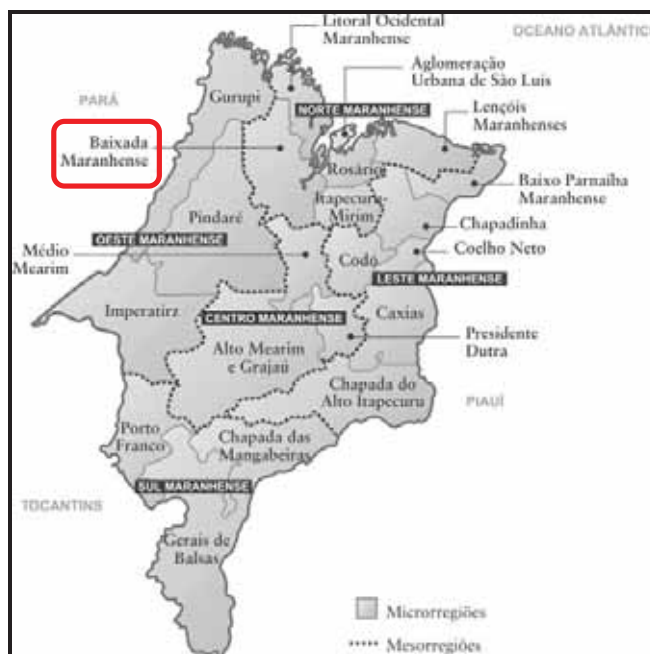 Litoral Ocidental
Maranhense
OCEANO ATLÂNTIC
Aglomeração
Urbana de São Luis
PARÁ
Gurupi
NORTE MARANHENSE
Lençóis
Maranhenses
Baixada
Maranhense
Rosário
Baixo Parnaíba
Maranhense
Itapecuru-
Mirim
Pindaré
Chapadinha
OESTE MARANHENSE
Médio
Mearim
Codó
Coelho Neto
LESTE MARANHENSE
Imperatirz
CENTRO MARANHENSE
Caxias
Alto Mearim
e Grajaú
Presidente
Dutra
Chapada do
Alto Itapecuru
PIAUÍ
Porto
Franco
Chapada das
Mangabeiras
SUL MARANHENSE
TOCANTINS
Gerais de
Balsas
Microrregiões
Mesorregiões